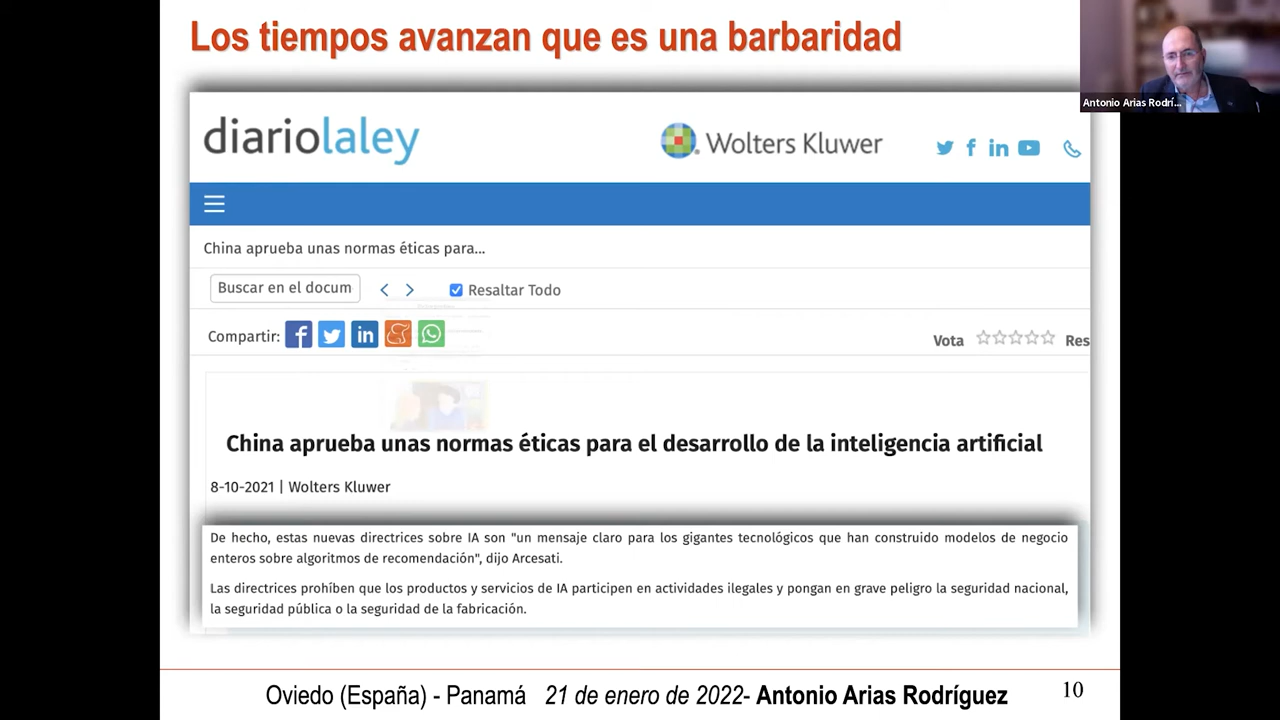 Los tiempos avanzan que es una barbaridad
Antonio Arias Rodrí...
diariolaley
Wolters Kluwer
China aprueba unas normas éticas para...
Buscar en el docum
Resaltar Todo
Compartir:
Vota
Res
China aprueba unas normas éticas para el desarrollo de la inteligencia artificial
8-10-2021 | Wolters Kluwer
De hecho, estas nuevas directrices sobre IA son "un mensaje claro para los gigantes tecnológicos que han construido modelos de negocio
enteros sobre algoritmos de recomendación", dijo Arcesati.
Las directrices prohíben que los productos y servicios de IA participen en actividades ilegales y pongan en grave peligro la seguridad nacional,
la seguridad pública o la seguridad de la fabricación.
Oviedo (España) - Panamá 21 de enero de 2022- Antonio Arias Rodríguez
10